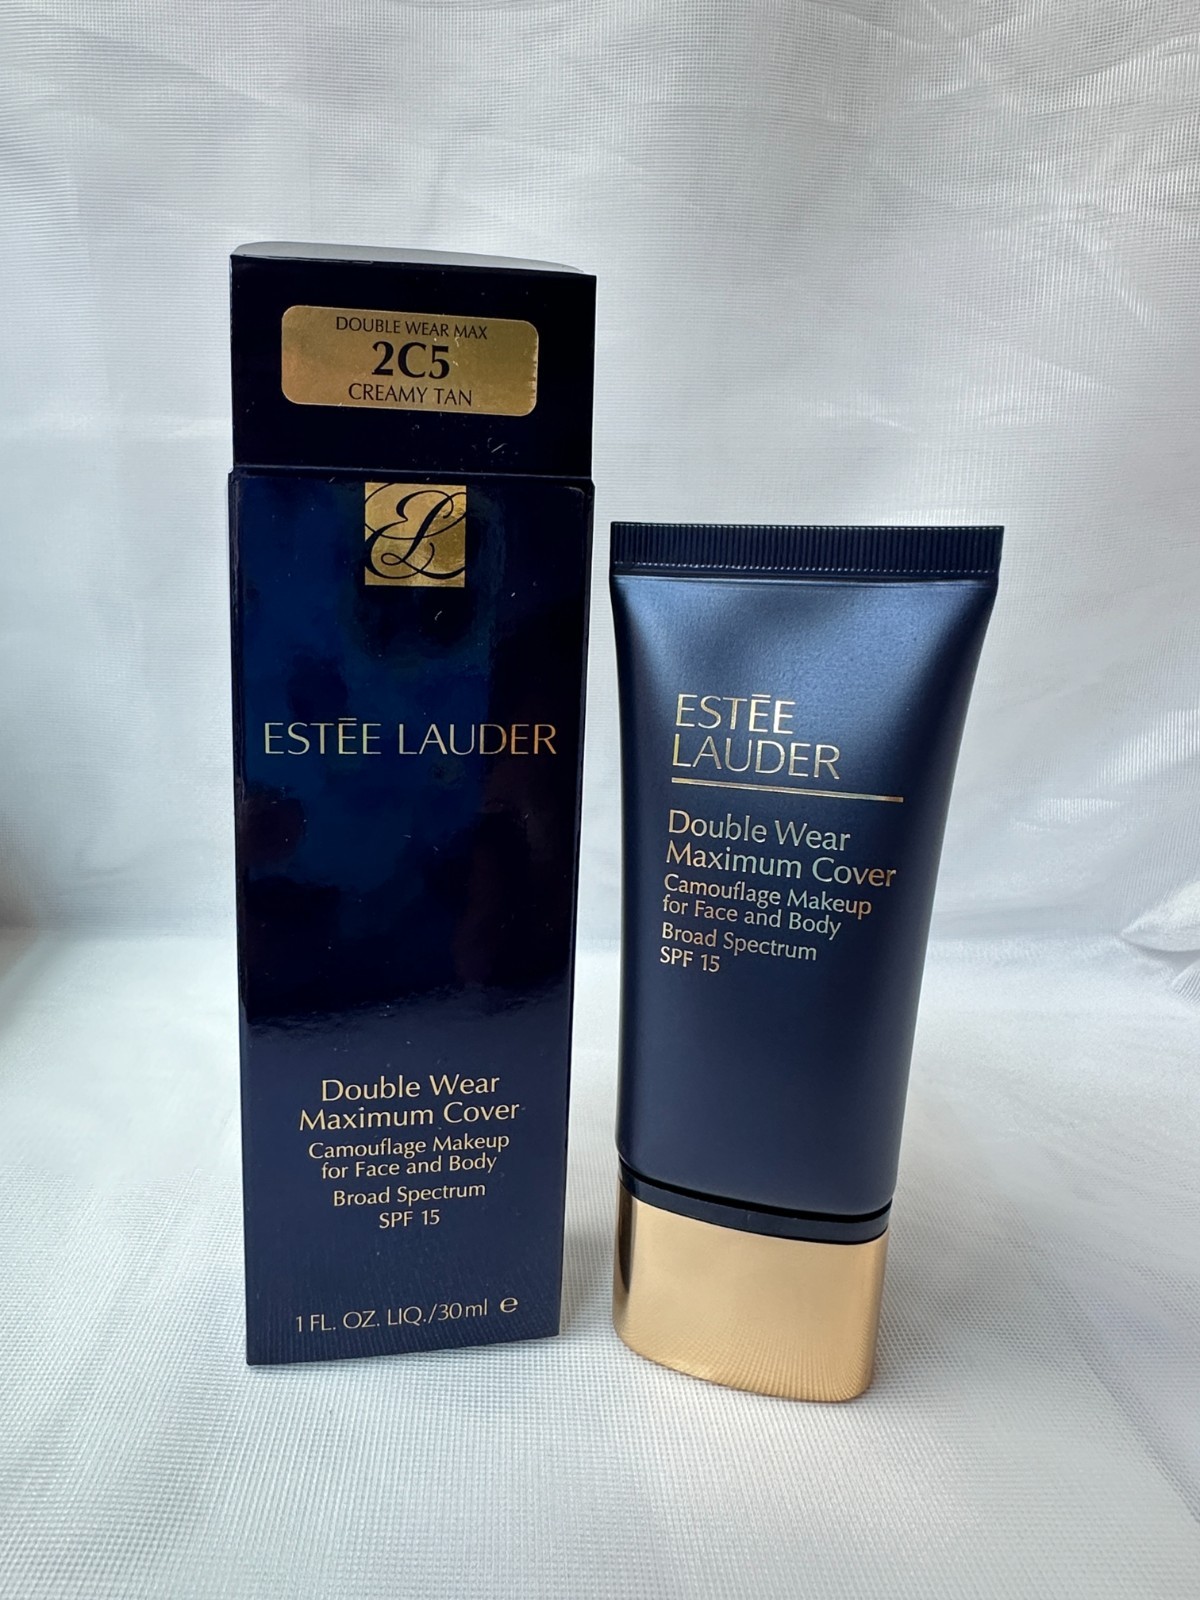 DOUBLE WEAR MAX
2C5
CREAMY TAN
EL
ESTĒE LAUDER
Double Wear
Maximum Cover
Camouflage Makeup
for Face and Body
Broad Spectrum
SPF 15
1 FL. OZ. LIQ./30ml ℮
ESTĒE
LAUDER
Double Wear
Maximum Cover
Camouflage Makeup
for Face and Body
Broad Spectrum
SPF 15